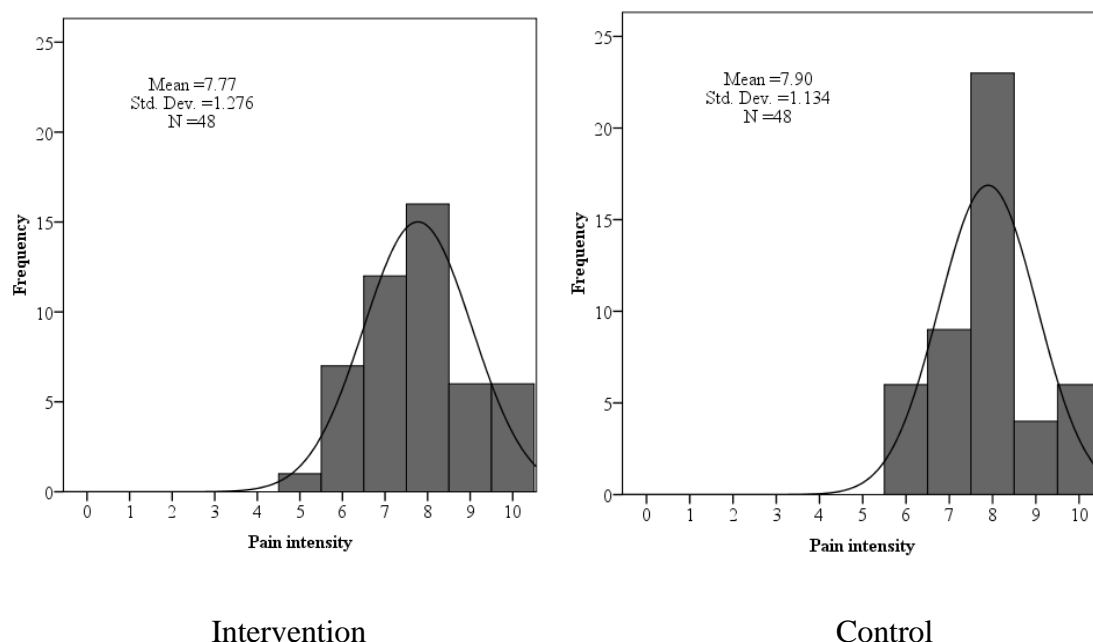 25
20
15
10
5
0
Frequency
Mean =7.77
Std. Dev. =1.276
N =48
0 1 2 3 4 5 6 7 8 9 10
Pain intensity
Intervention
25
20
15
10
5
0
Frequency
Mean =7.90
Std. Dev. =1.134
N =48
0 1 2 3 4 5 6 7 8 9 10
Pain intensity
Control